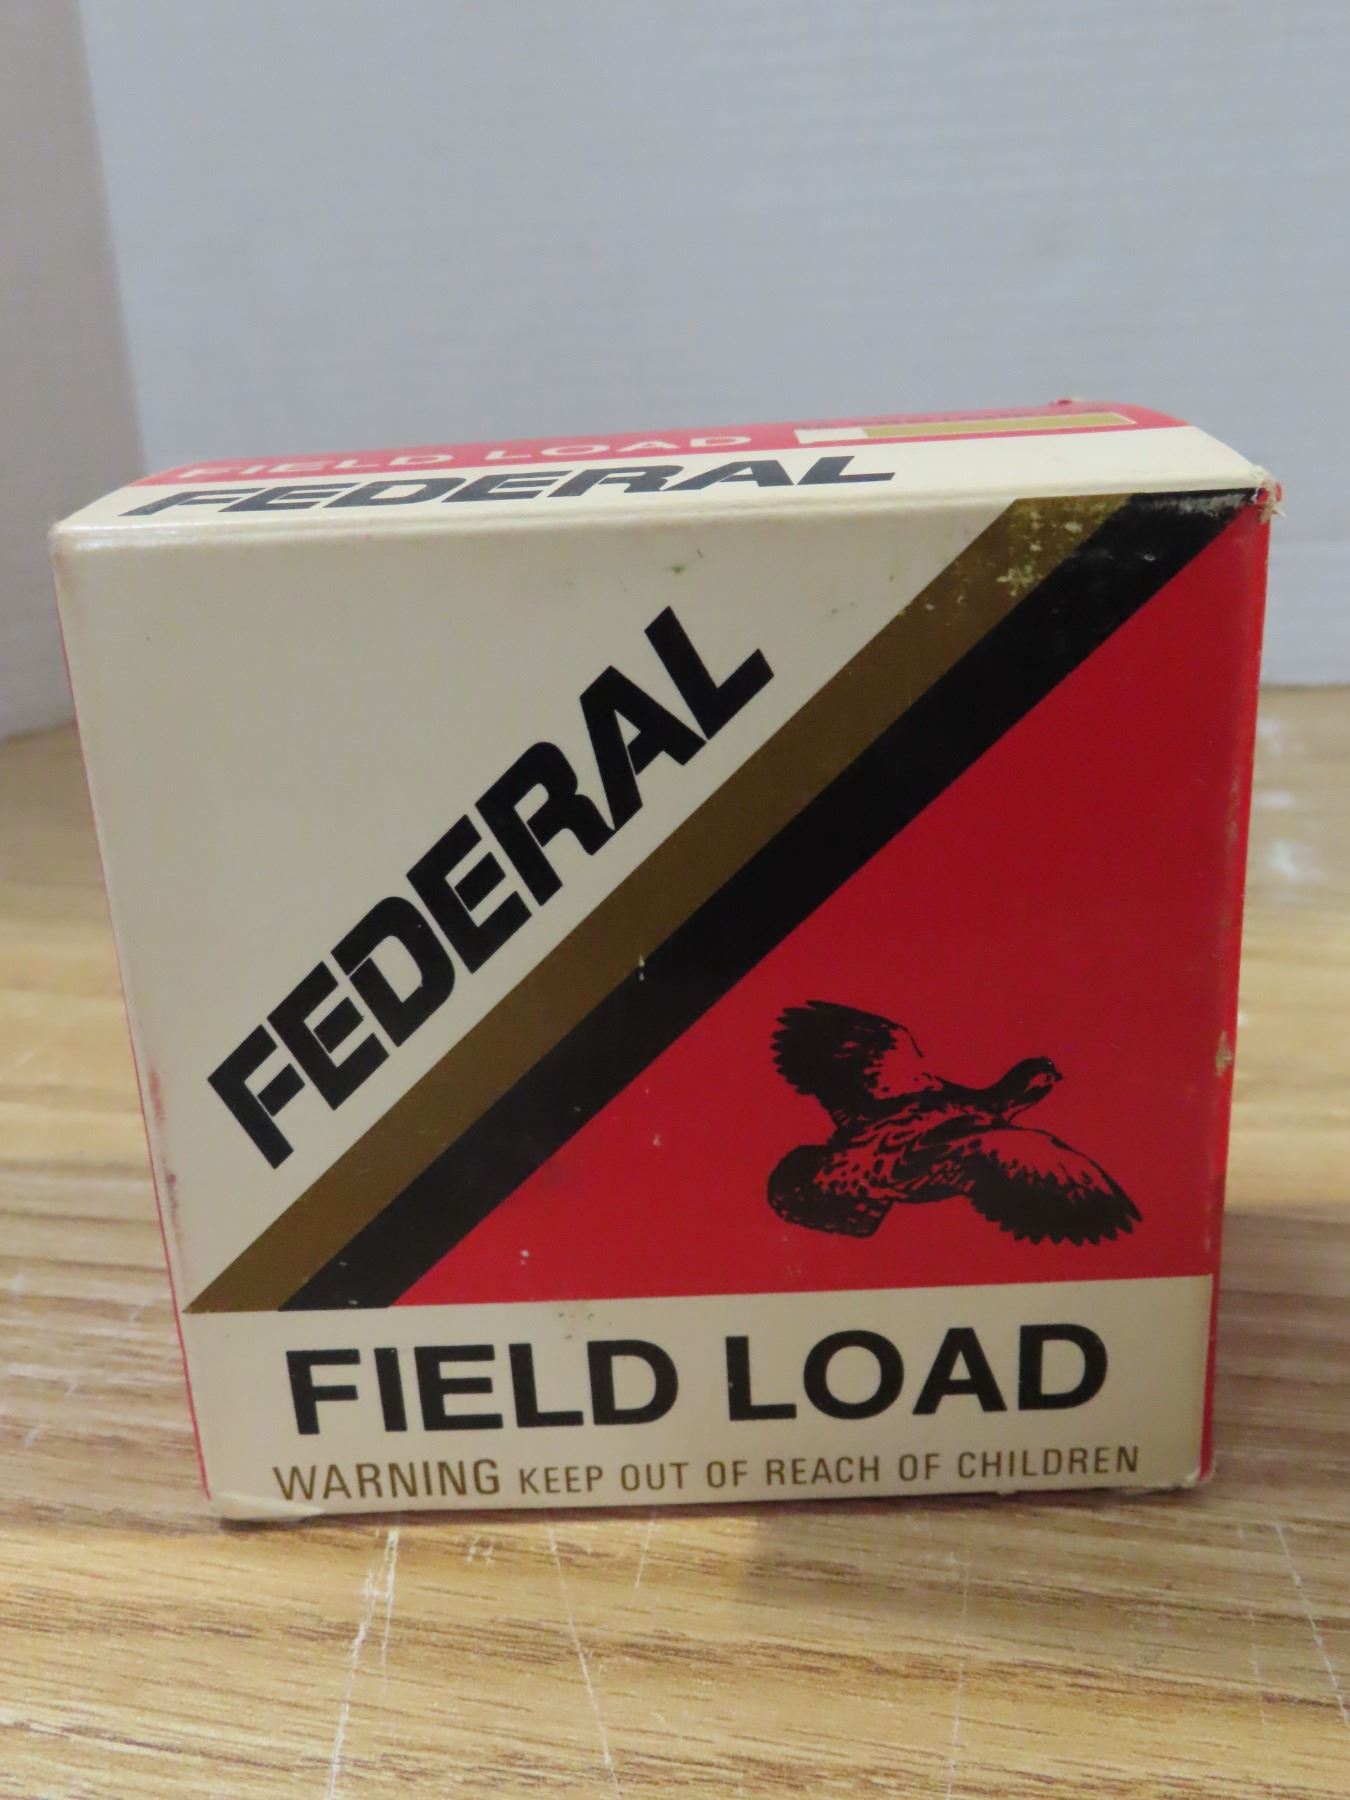 FIELD LOAD
FEDERAL
FEDERAL
FIELD LOAD
WARNING KEEP OUT OF REACH OF CHILDREN